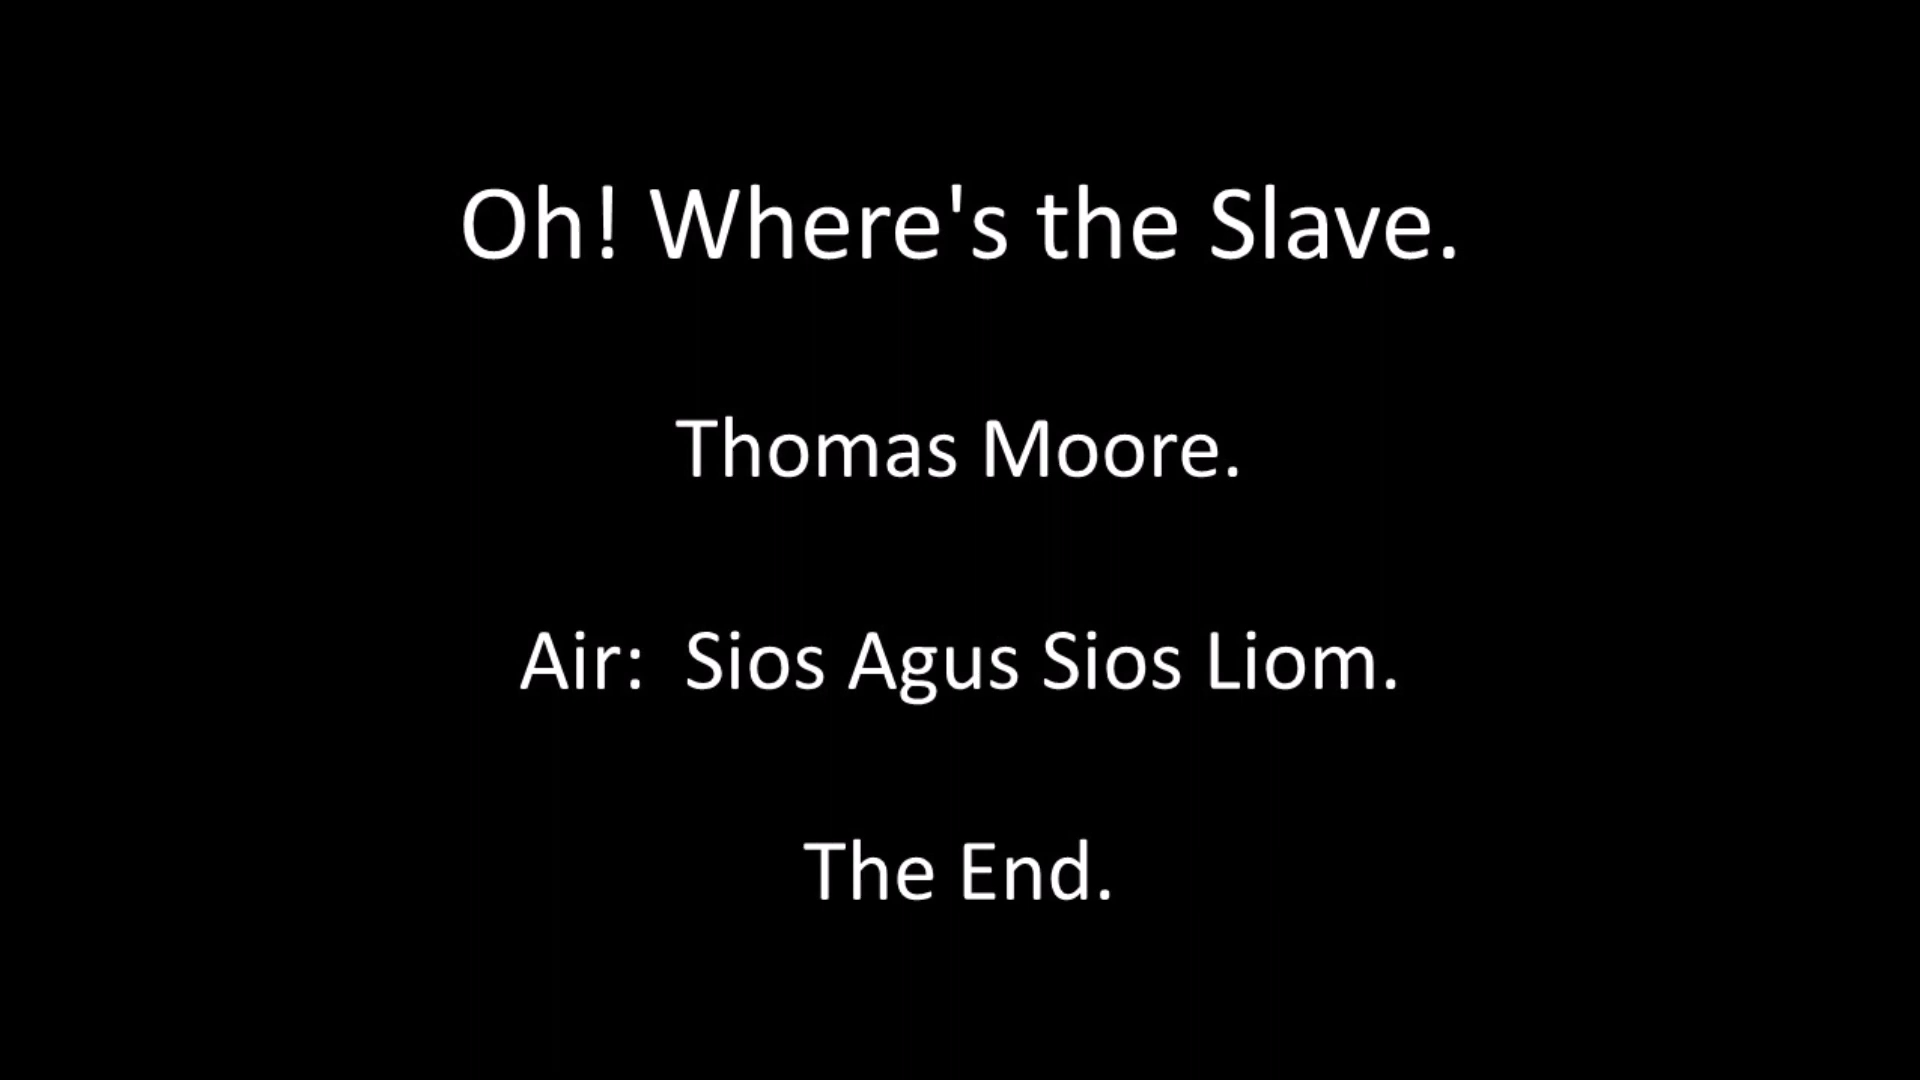 Oh! Where's the Slave.
Thomas Moore.
Air:  Sios Agus Sios Liom.
The End.